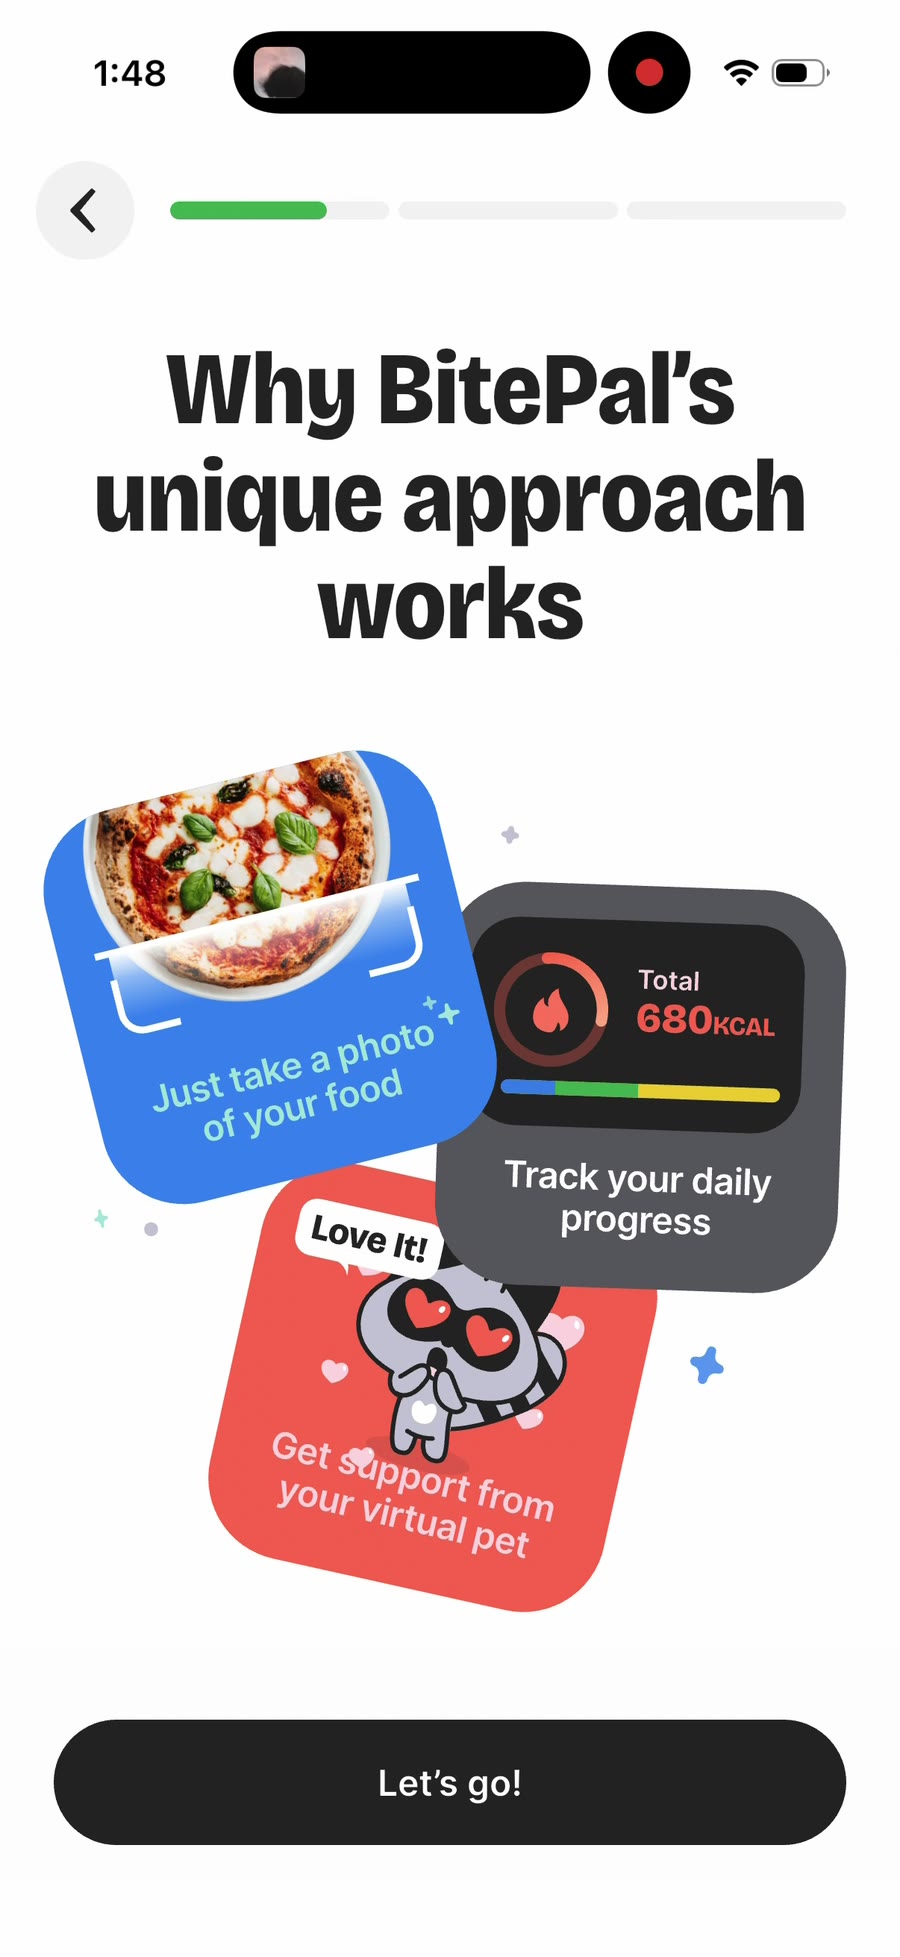 1:48
Why BitePal’s
unique approach
works
Just take a photo
of your food
Total
680KCAL
Track your daily
progress
Love It!
Get support from
your virtual pet
Let’s go!